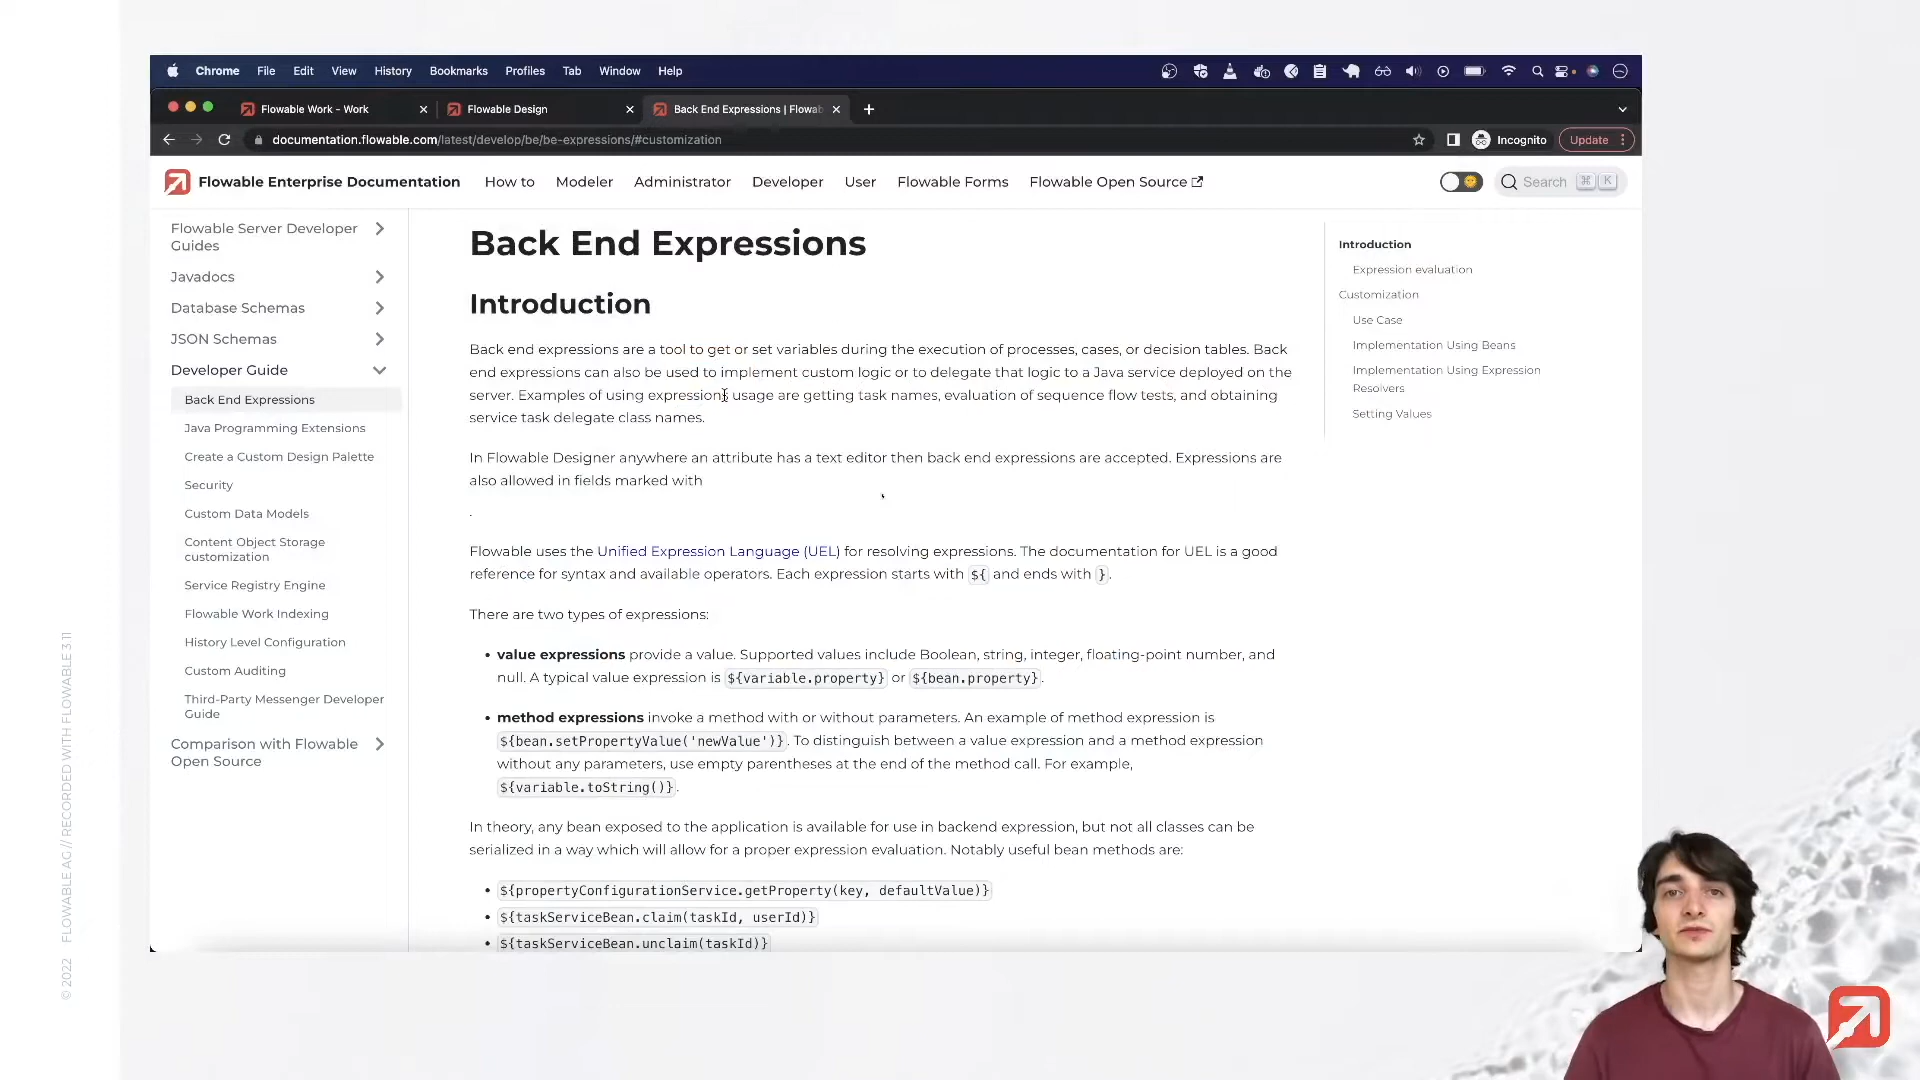 Chrome File Edit View History Bookmarks Profiles Tab Window Help
Flowable Work - Work
Flowable Design
Back End Expressions | Flowab
documentation.flowable.com/latest/develop/be/be-expressions/#customization
Incognito
Update
Flowable Enterprise Documentation
How to Modeler Administrator Developer User Flowable Forms Flowable Open Source
Search ⌘ K
Flowable Server Developer
Guides
Javadocs
Database Schemas
JSON Schemas
Developer Guide
Back End Expressions
Java Programming Extensions
Create a Custom Design Palette
Security
Custom Data Models
Content Object Storage
customization
Service Registry Engine
Flowable Work Indexing
History Level Configuration
Custom Auditing
Third-Party Messenger Developer
Guide
Comparison with Flowable
Open Source
Back End Expressions
Introduction
Back end expressions are a tool to get or set variables during the execution of processes, cases, or decision tables. Back
end expressions can also be used to implement custom logic or to delegate that logic to a Java service deployed on the
server. Examples of using expressions usage are getting task names, evaluation of sequence flow tests, and obtaining
service task delegate class names.
In Flowable Designer anywhere an attribute has a text editor then back end expressions are accepted. Expressions are
also allowed in fields marked with
.
Flowable uses the Unified Expression Language (UEL) for resolving expressions. The documentation for UEL is a good
reference for syntax and available operators. Each expression starts with ${ and ends with }.
There are two types of expressions:
• value expressions provide a value. Supported values include Boolean, string, integer, floating-point number, and
null. A typical value expression is ${variable.property} or ${bean.property}.
• method expressions invoke a method with or without parameters. An example of method expression is
${bean.setPropertyValue('newValue')}. To distinguish between a value expression and a method expression
without any parameters, use empty parentheses at the end of the method call. For example,
${variable.toString()}.
In theory, any bean exposed to the application is available for use in backend expression, but not all classes can be
serialized in a way which will allow for a proper expression evaluation. Notably useful bean methods are:
• ${propertyConfigurationService.getProperty(key, defaultValue)}
• ${taskServiceBean.claim(taskId, userId)}
• ${taskServiceBean.unclaim(taskId)}
Introduction
Expression evaluation
Customization
Use Case
Implementation Using Beans
Implementation Using Expression
Resolvers
Setting Values
© 2022 FLOWABLE AG // RECORDED WITH FLOWABLE 3.11